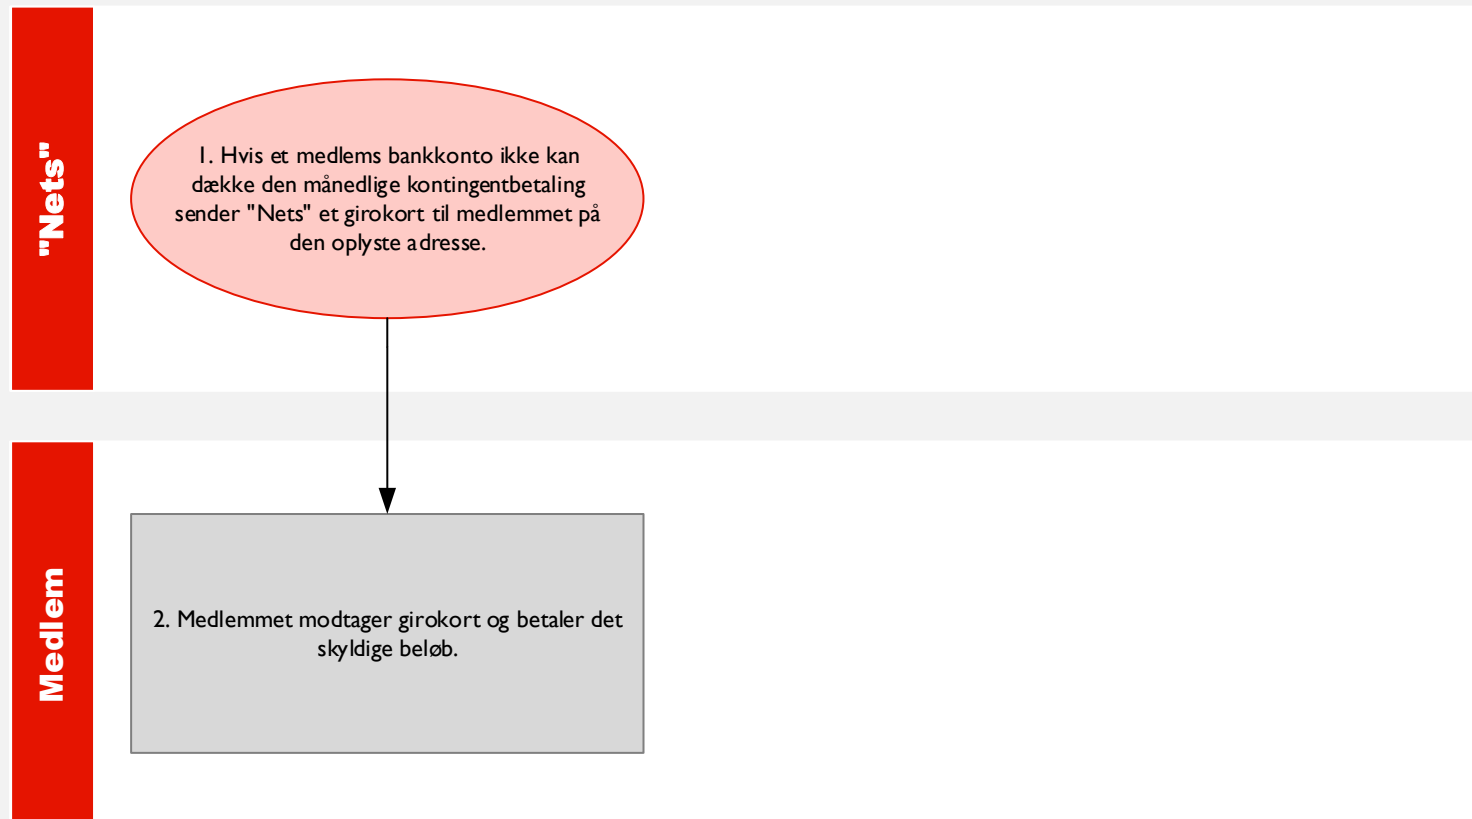 "Nets"
1. Hvis et medlems bankkonto ikke kan
dække den månedlige kontingentbetaling
sender "Nets" et girokort til medlemmet på
den oplyste adresse.
Medlem
2. Medlemmet modtager girokort og betaler det
skyldige beløb.